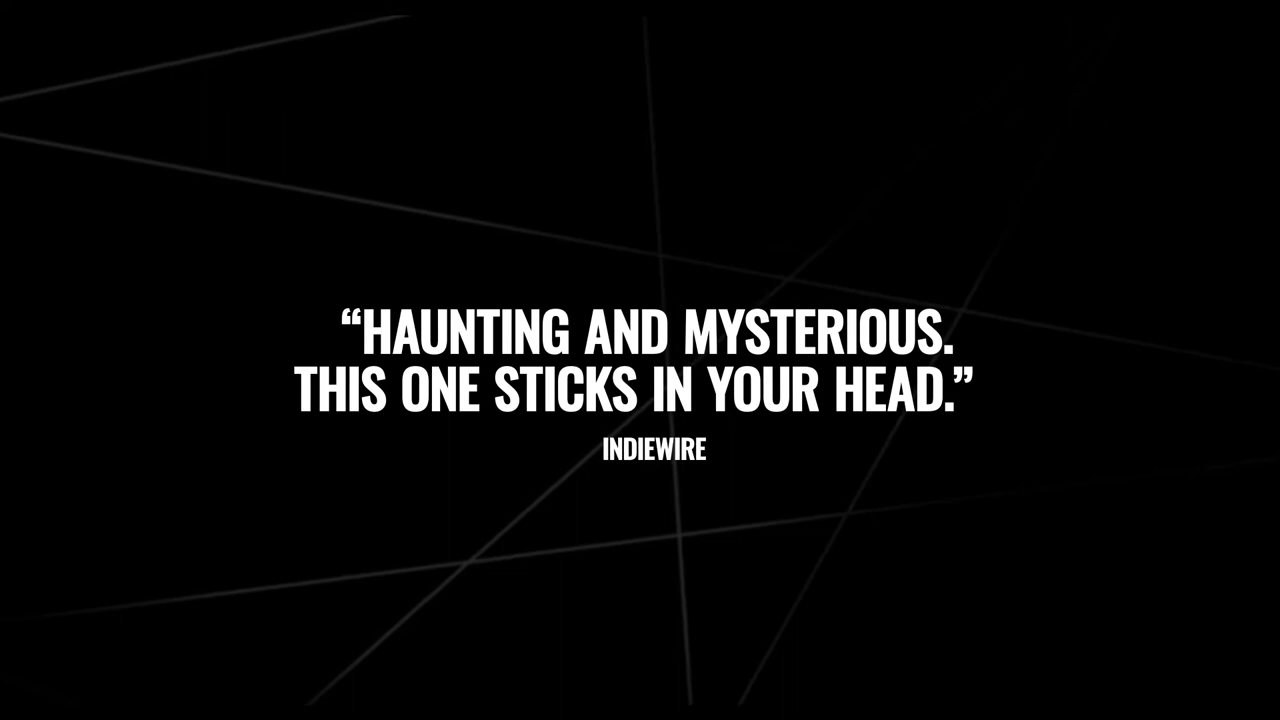 “HAUNTING AND MYSTERIOUS.
THIS ONE STICKS IN YOUR HEAD.”
INDIEWIRE